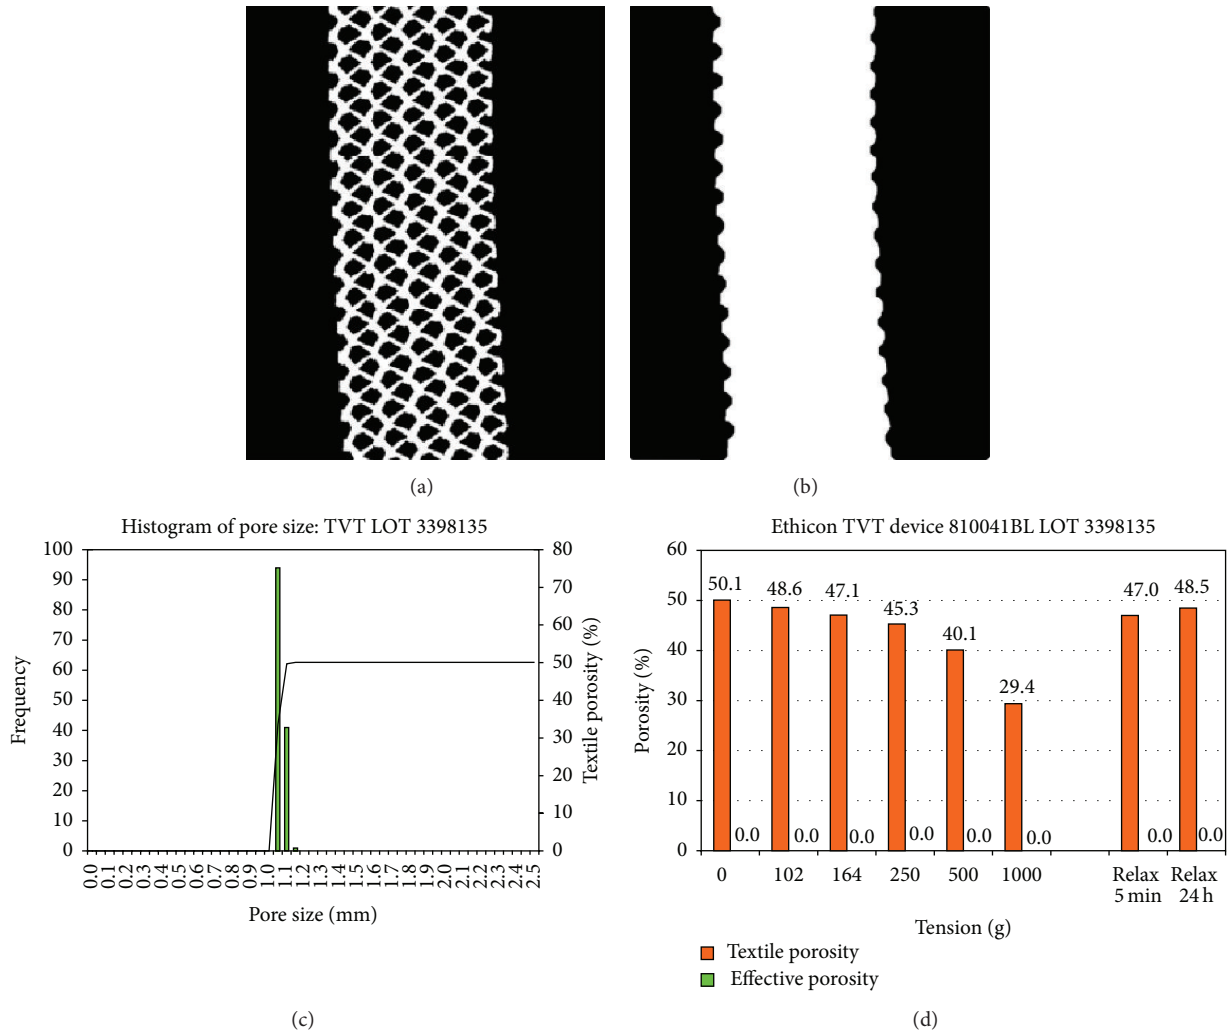 (a)
(b)
Histogram of pore size: TVT LOT 3398135
100
90
80
70
60
50
40
30
20
10
0
Frequency
80
70
60
50
40
30
20
10
0
Textile porosity (%)
0.0 0.1 0.2 0.3 0.4 0.5 0.6 0.7 0.8 0.9 1.0 1.1 1.2 1.3 1.4 1.5 1.6 1.7 1.8 1.9 2.0 2.1 2.2 2.3 2.4 2.5
Pore size (mm)
(c)
Ethicon TVT device 810041BL LOT 3398135
60
50
40
30
20
10
0
Porosity (%)
50.1 48.6 47.1 45.3 40.1 29.4 47.0 48.5
0.0 0.0 0.0 0.0 0.0 0.0 0.0 0.0
0 102 164 250 500 1000 Relax Relax
5 min 24 h
Tension (g)
Textile porosity
Effective porosity
(d)